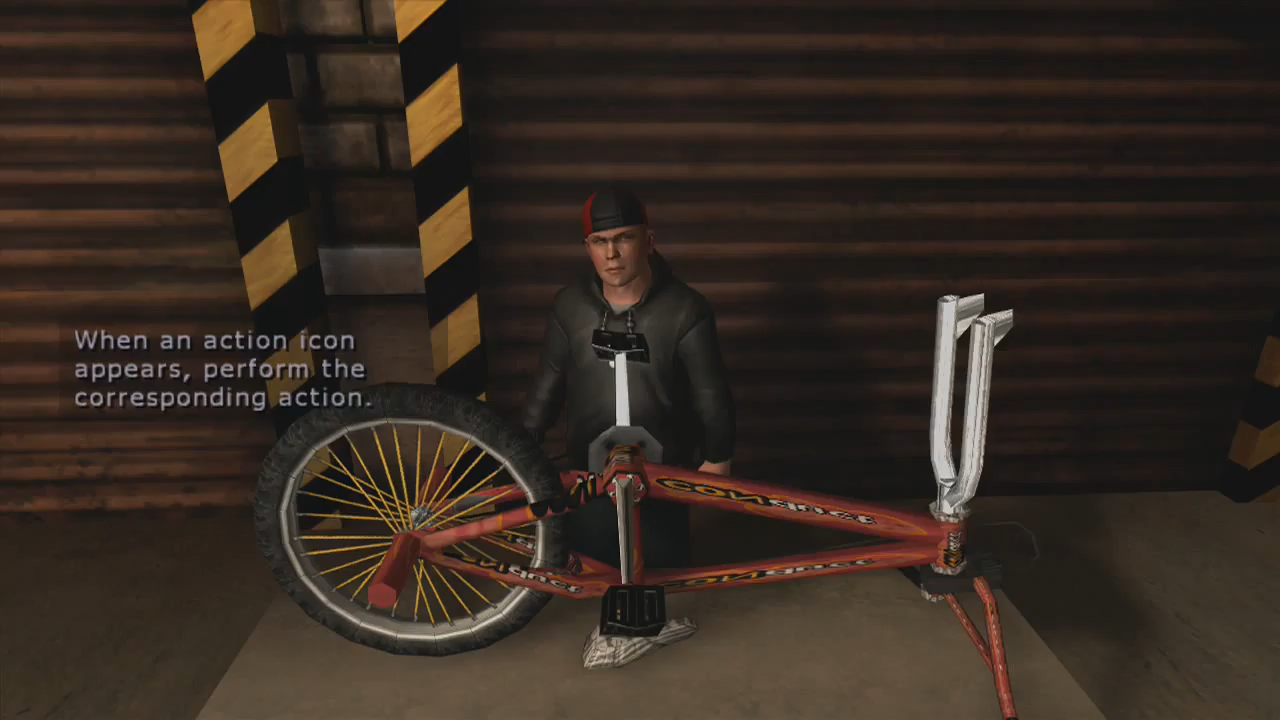 When an action icon
appears, perform the
corresponding action.